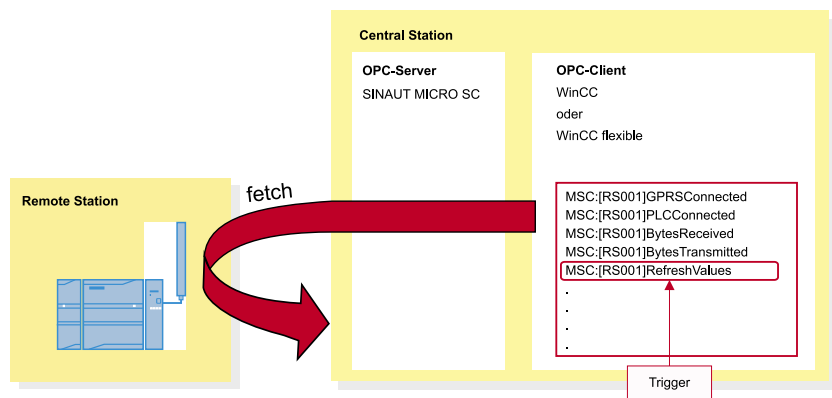 Central Station
OPC-Server
SINAUT MICRO SC
OPC-Client
WinCC
oder
WinCC flexible
Remote Station
fetch
MSC:[RS001]GPRSConnected
MSC:[RS001]PLCConnected
MSC:[RS001]BytesReceived
MSC:[RS001]BytesTransmitted
MSC:[RS001]RefreshValues
.
.
.
.
Trigger